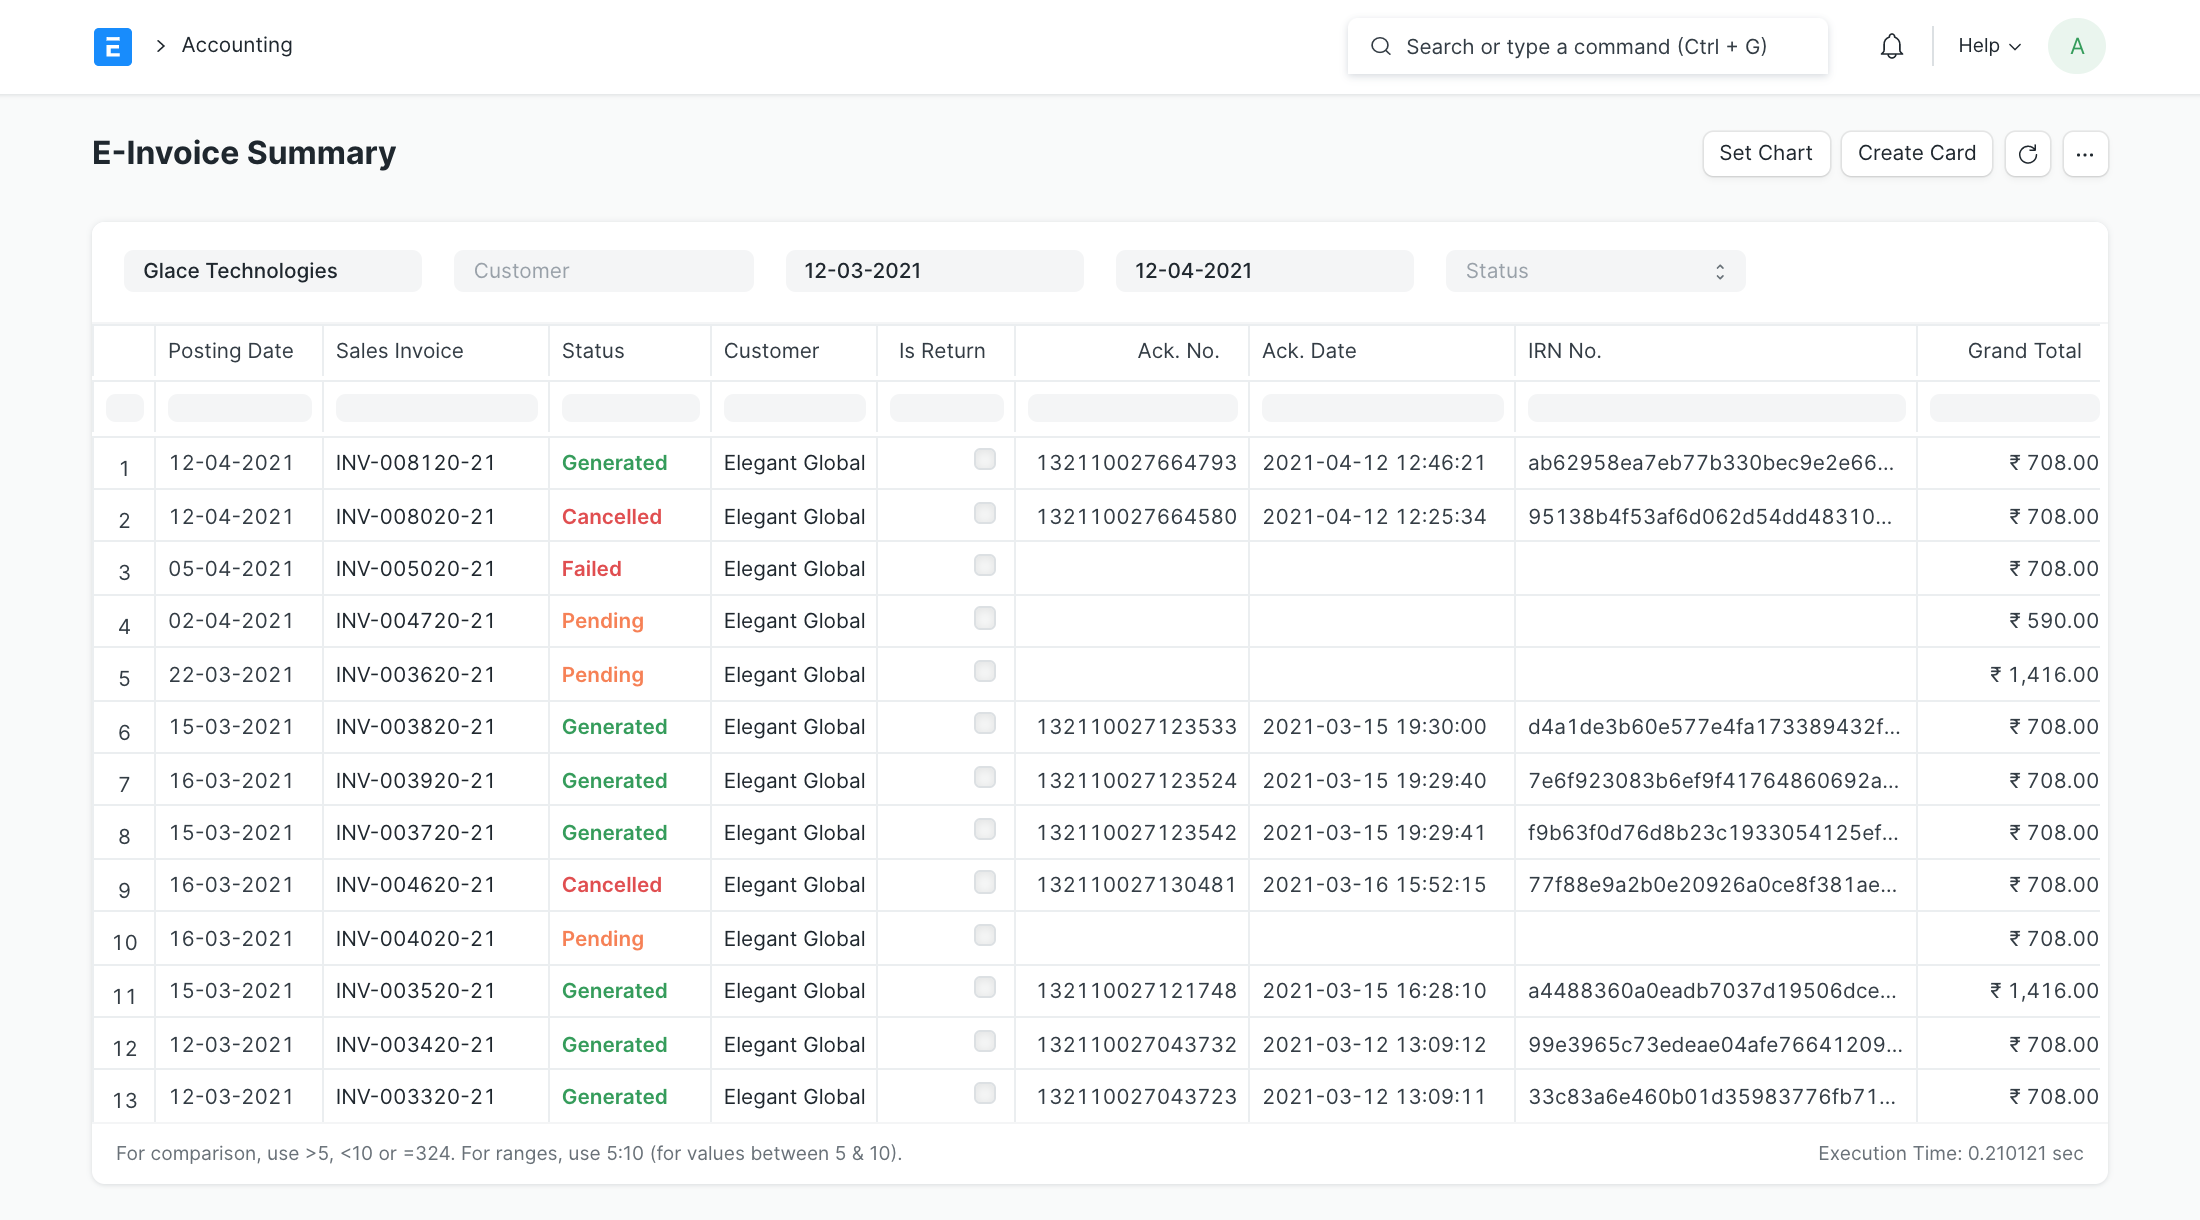 E > Accounting Search or type a command (Ctrl + G) Help A
E-Invoice Summary Set Chart Create Card ...
Glace Technologies Customer 12-03-2021 12-04-2021 Status
Posting Date Sales Invoice Status Customer Is Return Ack. No. Ack. Date IRN No. Grand Total
1 12-04-2021 INV-008120-21 Generated Elegant Global 132110027664793 2021-04-12 12:46:21 ab62958ea7eb77b330bec9e2e66... ₹ 708.00
2 12-04-2021 INV-008020-21 Cancelled Elegant Global 132110027664580 2021-04-12 12:25:34 95138b4f53af6d062d54dd48310... ₹ 708.00
3 05-04-2021 INV-005020-21 Failed Elegant Global ₹ 708.00
4 02-04-2021 INV-004720-21 Pending Elegant Global ₹ 590.00
5 22-03-2021 INV-003620-21 Pending Elegant Global ₹ 1,416.00
6 15-03-2021 INV-003820-21 Generated Elegant Global 132110027123533 2021-03-15 19:30:00 d4a1de3b60e577e4fa173389432f... ₹ 708.00
7 16-03-2021 INV-003920-21 Generated Elegant Global 132110027123524 2021-03-15 19:29:40 7e6f923083b6ef9f41764860692a... ₹ 708.00
8 15-03-2021 INV-003720-21 Generated Elegant Global 132110027123542 2021-03-15 19:29:41 f9b63f0d76d8b23c1933054125ef... ₹ 708.00
9 16-03-2021 INV-004620-21 Cancelled Elegant Global 132110027130481 2021-03-16 15:52:15 77f88e9a2b0e20926a0ce8f381ae... ₹ 708.00
10 16-03-2021 INV-004020-21 Pending Elegant Global ₹ 708.00
11 15-03-2021 INV-003520-21 Generated Elegant Global 132110027121748 2021-03-15 16:28:10 a4488360a0eadb7037d19506dce... ₹ 1,416.00
12 12-03-2021 INV-003420-21 Generated Elegant Global 132110027043732 2021-03-12 13:09:12 99e3965c73edeae04afe76641209... ₹ 708.00
13 12-03-2021 INV-003320-21 Generated Elegant Global 132110027043723 2021-03-12 13:09:11 33c83a6e460b01d35983776fb71... ₹ 708.00
For comparison, use >5, <10 or =324. For ranges, use 5:10 (for values between 5 & 10). Execution Time: 0.210121 sec